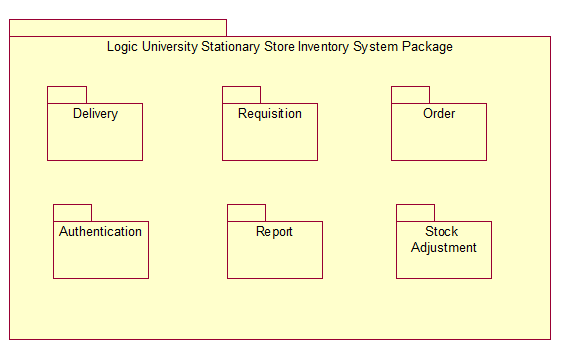 Logic University Stationary Store Inventory System Package
Delivery
Requisition
Order
Authentication
Report
Stock
Adjustment